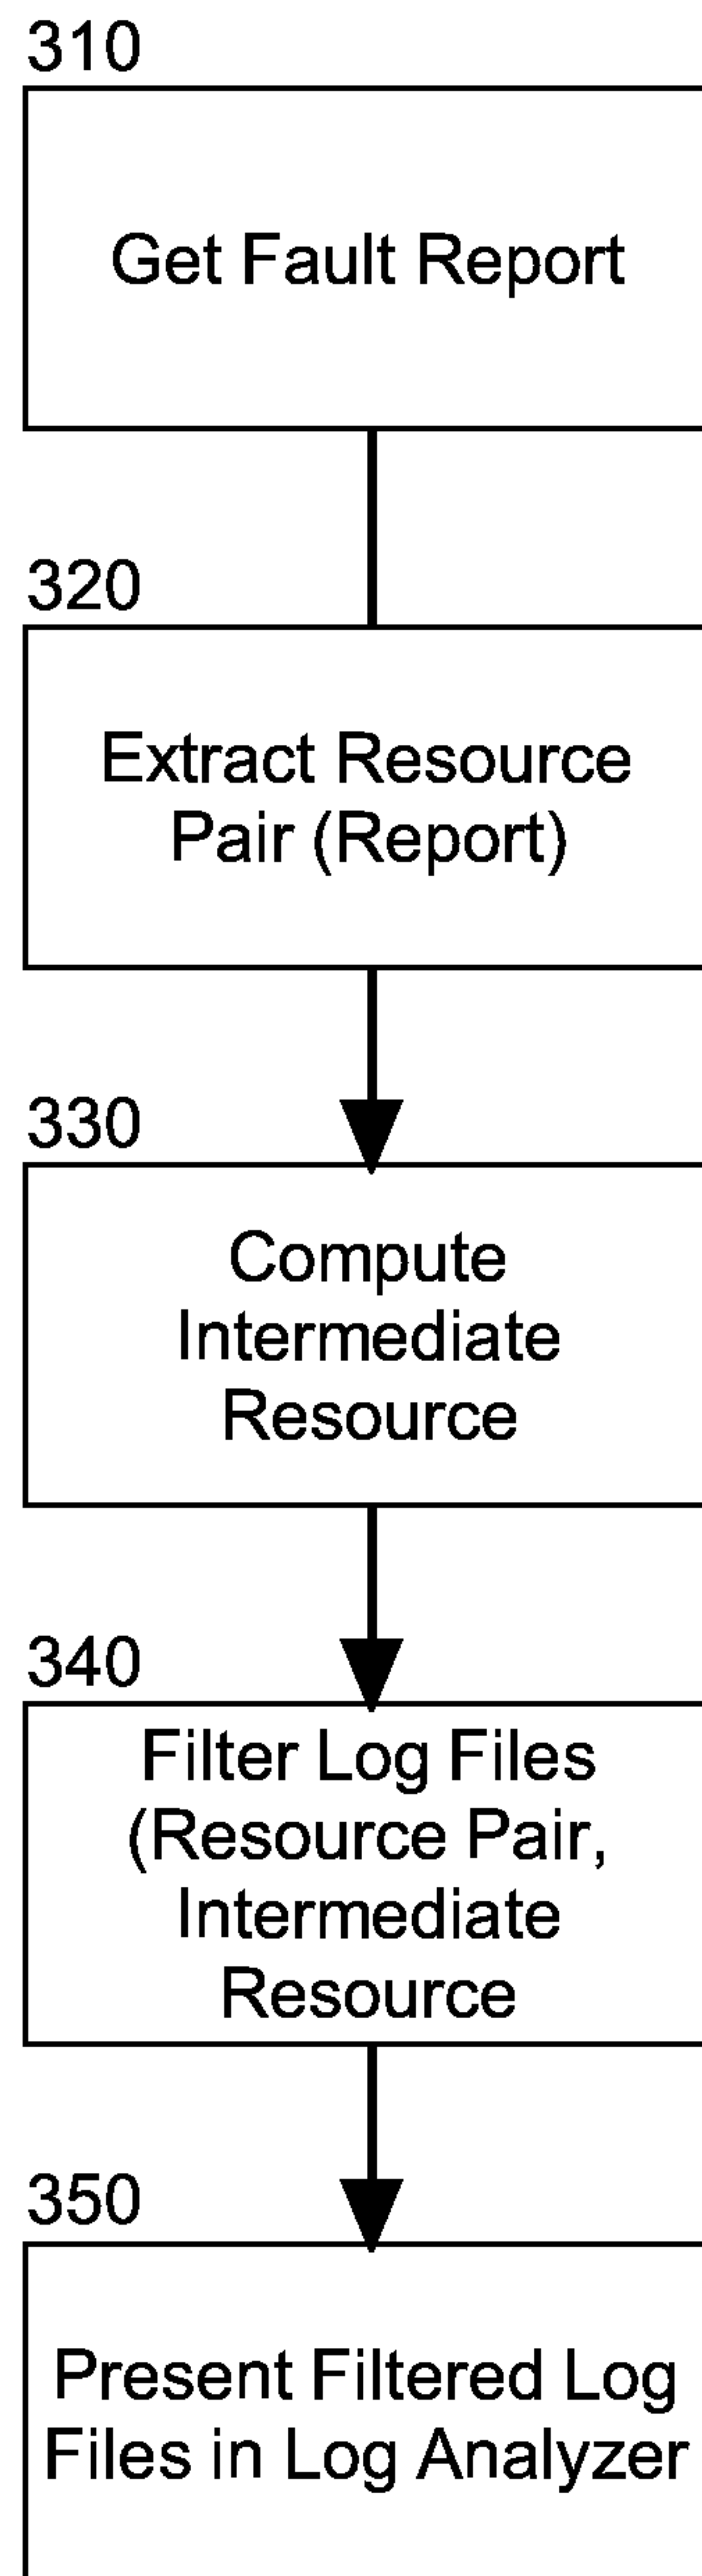 310
Get Fault Report
320
Extract Resource
Pair (Report)
330
Compute
Intermediate
Resource
340
Filter Log Files
(Resource Pair,
Intermediate
Resource
350
Present Filtered Log
Files in Log Analyzer